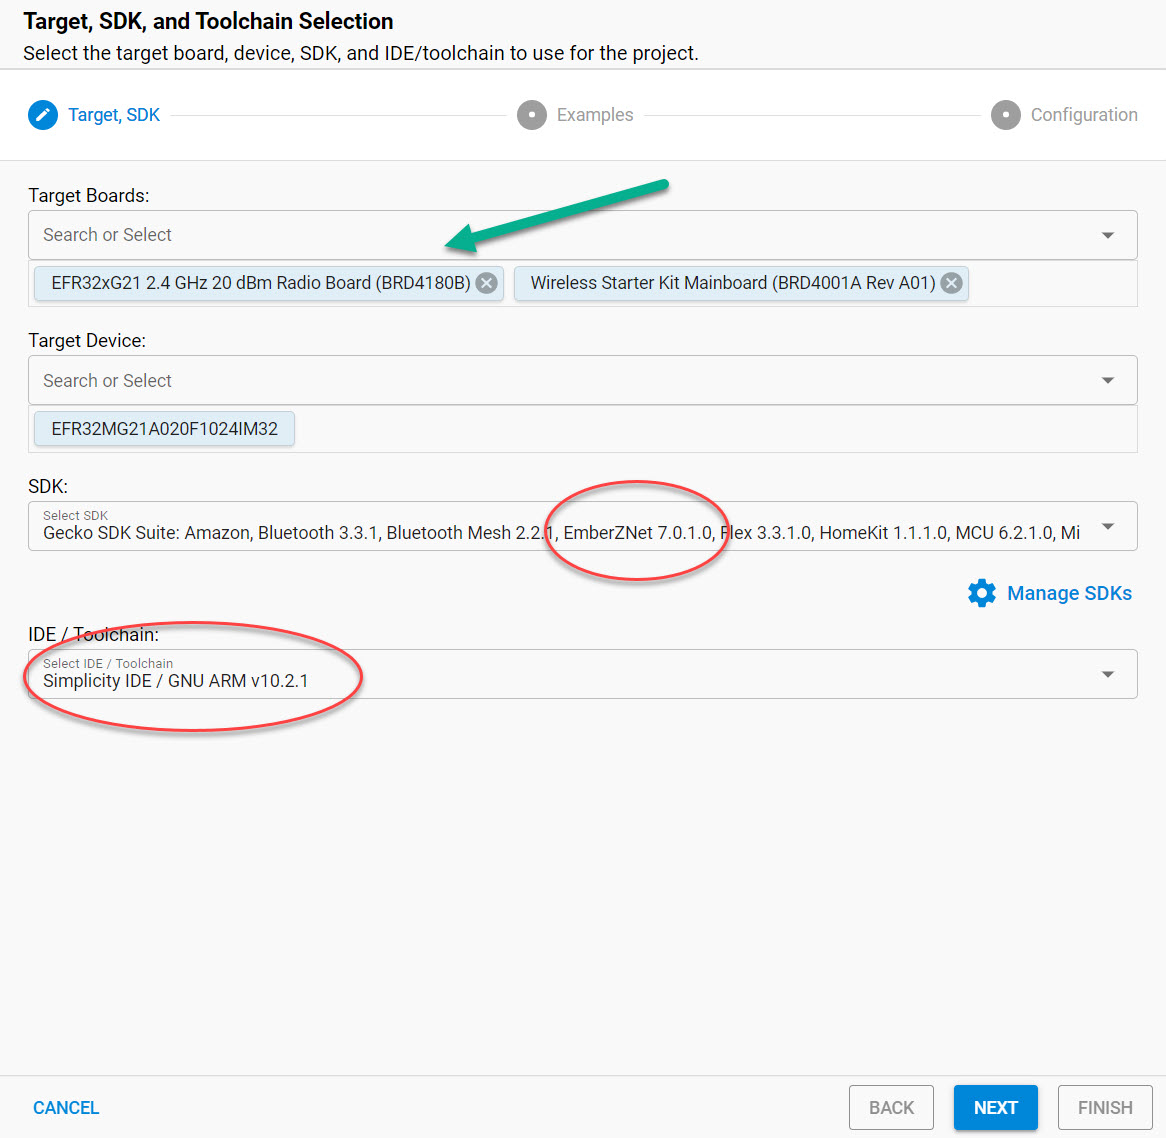 Target, SDK, and Toolchain Selection
Select the target board, device, SDK, and IDE/toolchain to use for the project.
Target, SDK Examples Configuration
Target Boards:
Search or Select
EFR32xG21 2.4 GHz 20 dBm Radio Board (BRD4180B) Wireless Starter Kit Mainboard (BRD4001A Rev A01)
Target Device:
Search or Select
EFR32MG21A020F1024IM32
SDK:
Select SDK
Gecko SDK Suite: Amazon, Bluetooth 3.3.1, Bluetooth Mesh 2.2.1, EmberZNet 7.0.1.0, Flex 3.3.1.0, HomeKit 1.1.1.0, MCU 6.2.1.0, Mi
Manage SDKs
IDE / Toolchain:
Select IDE / Toolchain
Simplicity IDE / GNU ARM v10.2.1
CANCEL BACK NEXT FINISH